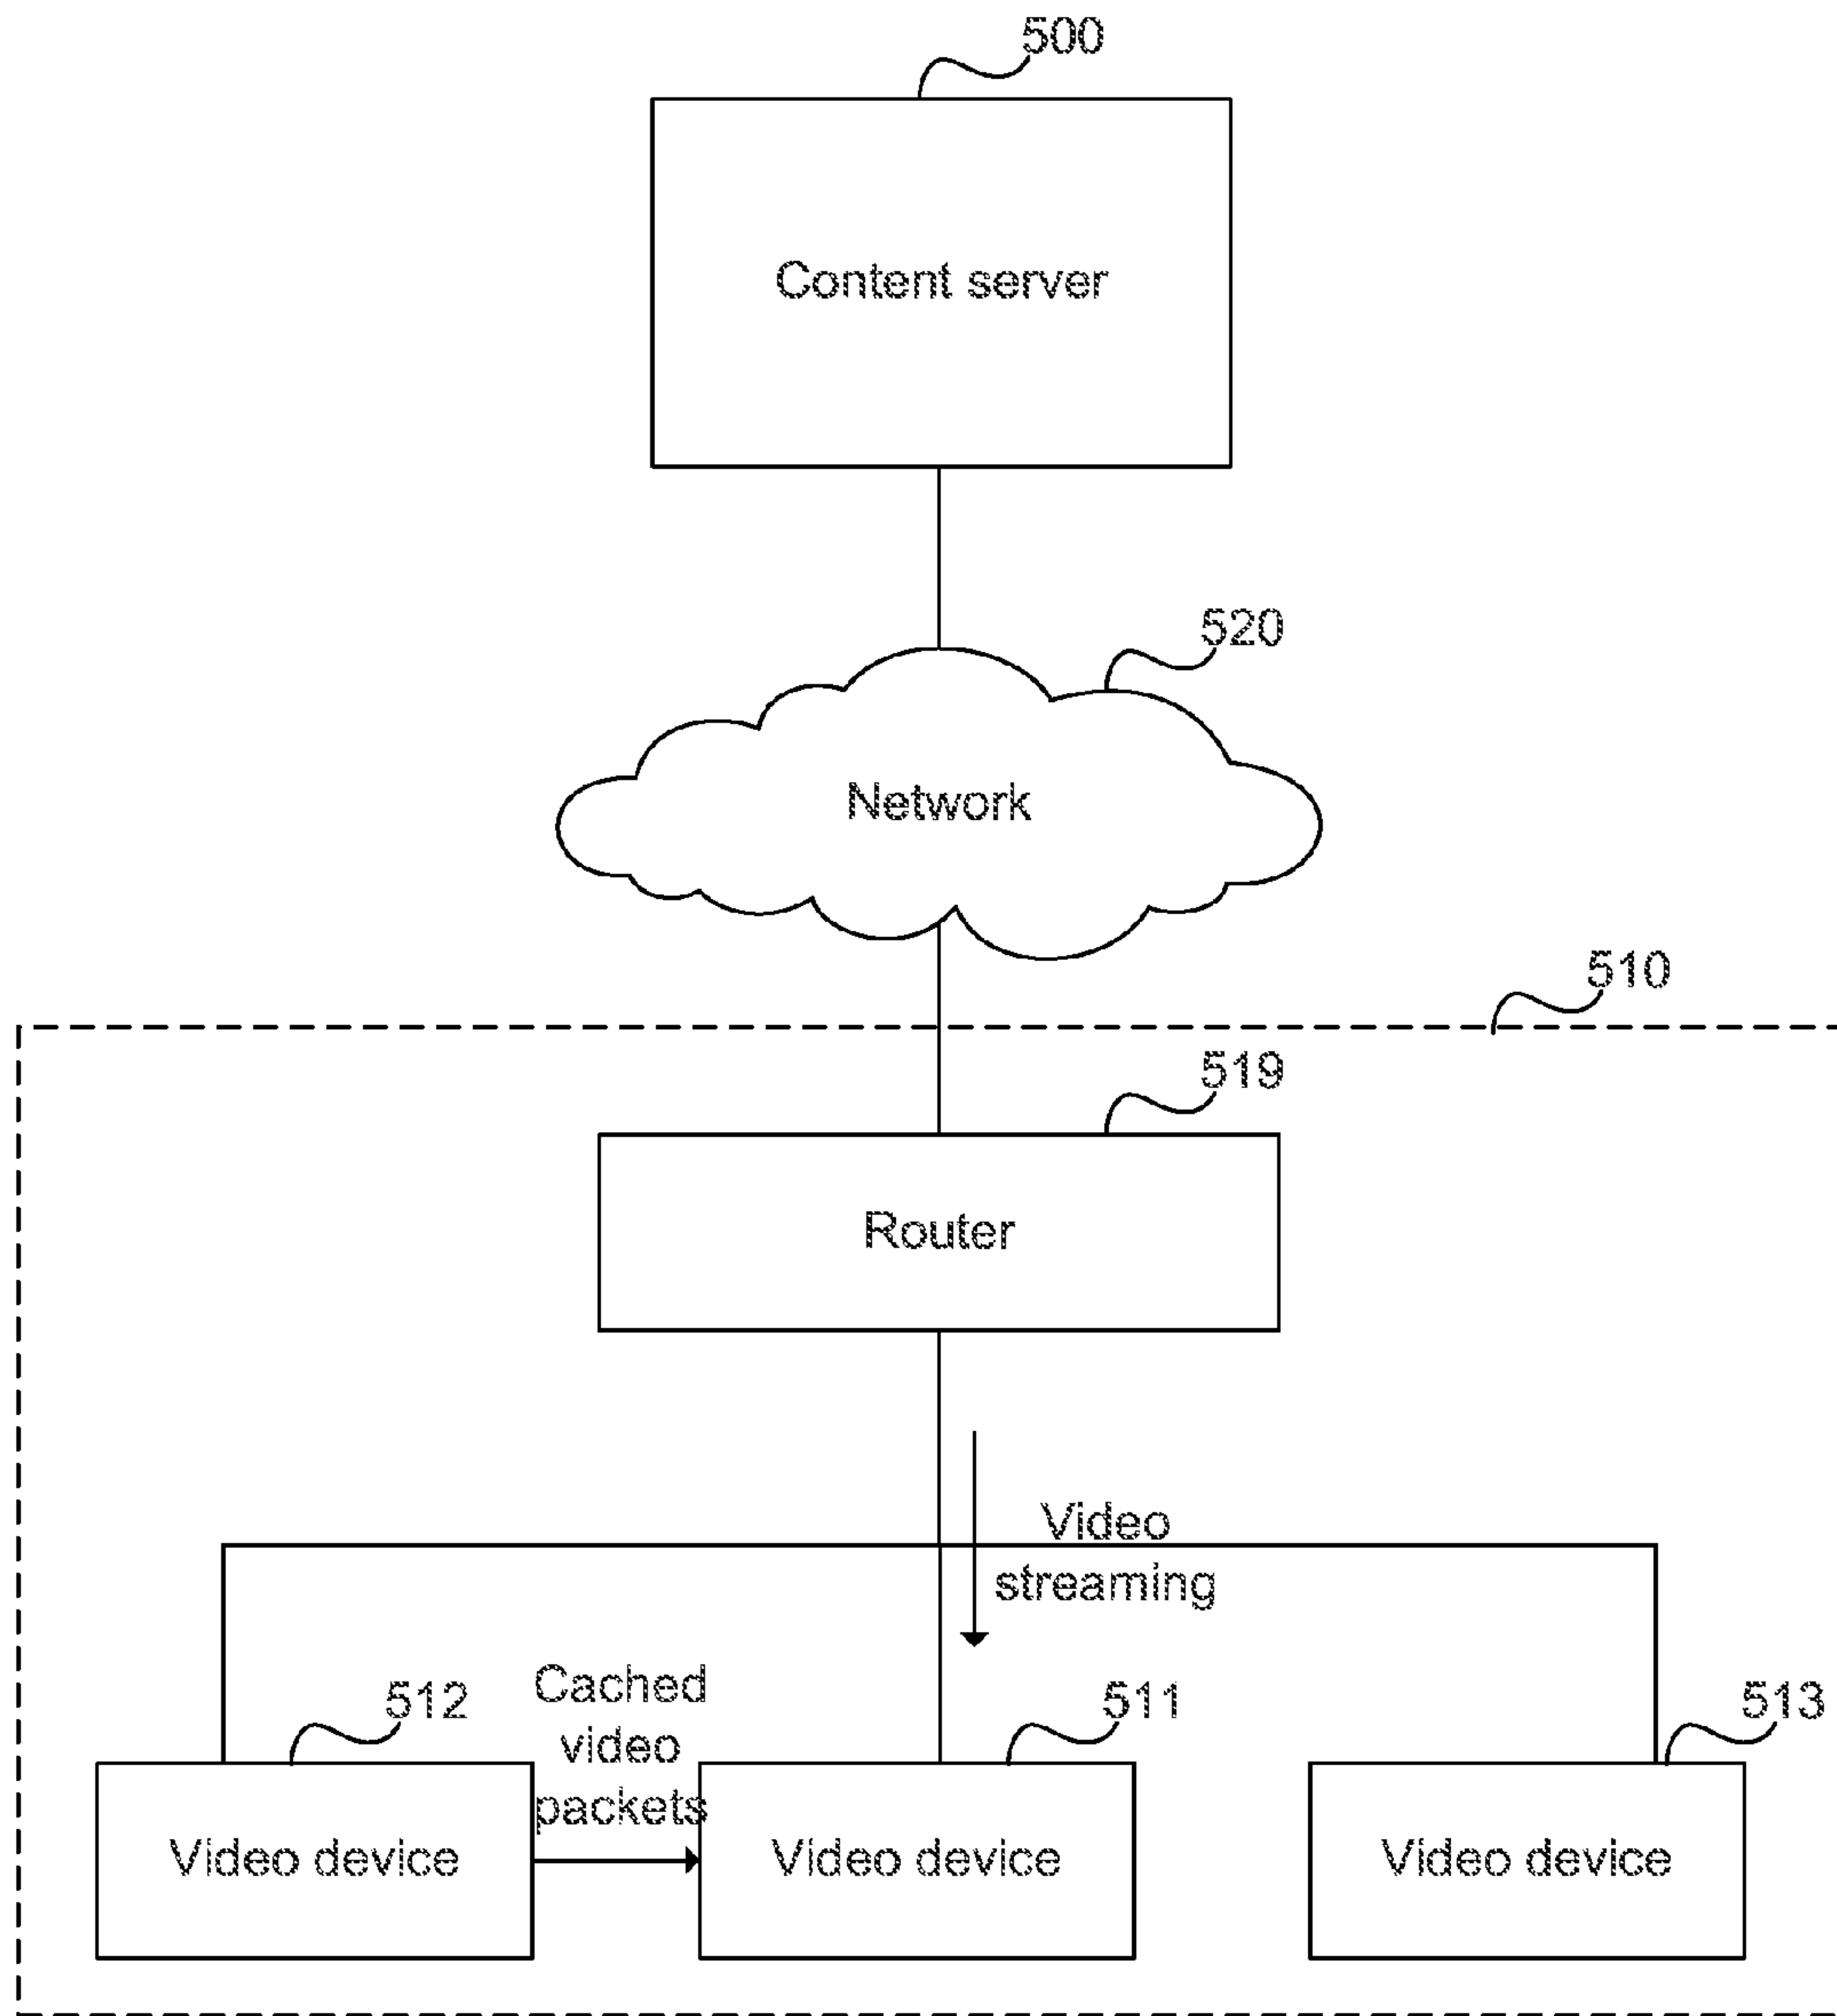 500
Content server
520
Network
510
519
Router
Video
streaming
Cached
video
packets
512
511
513
Video device
Video device
Video device